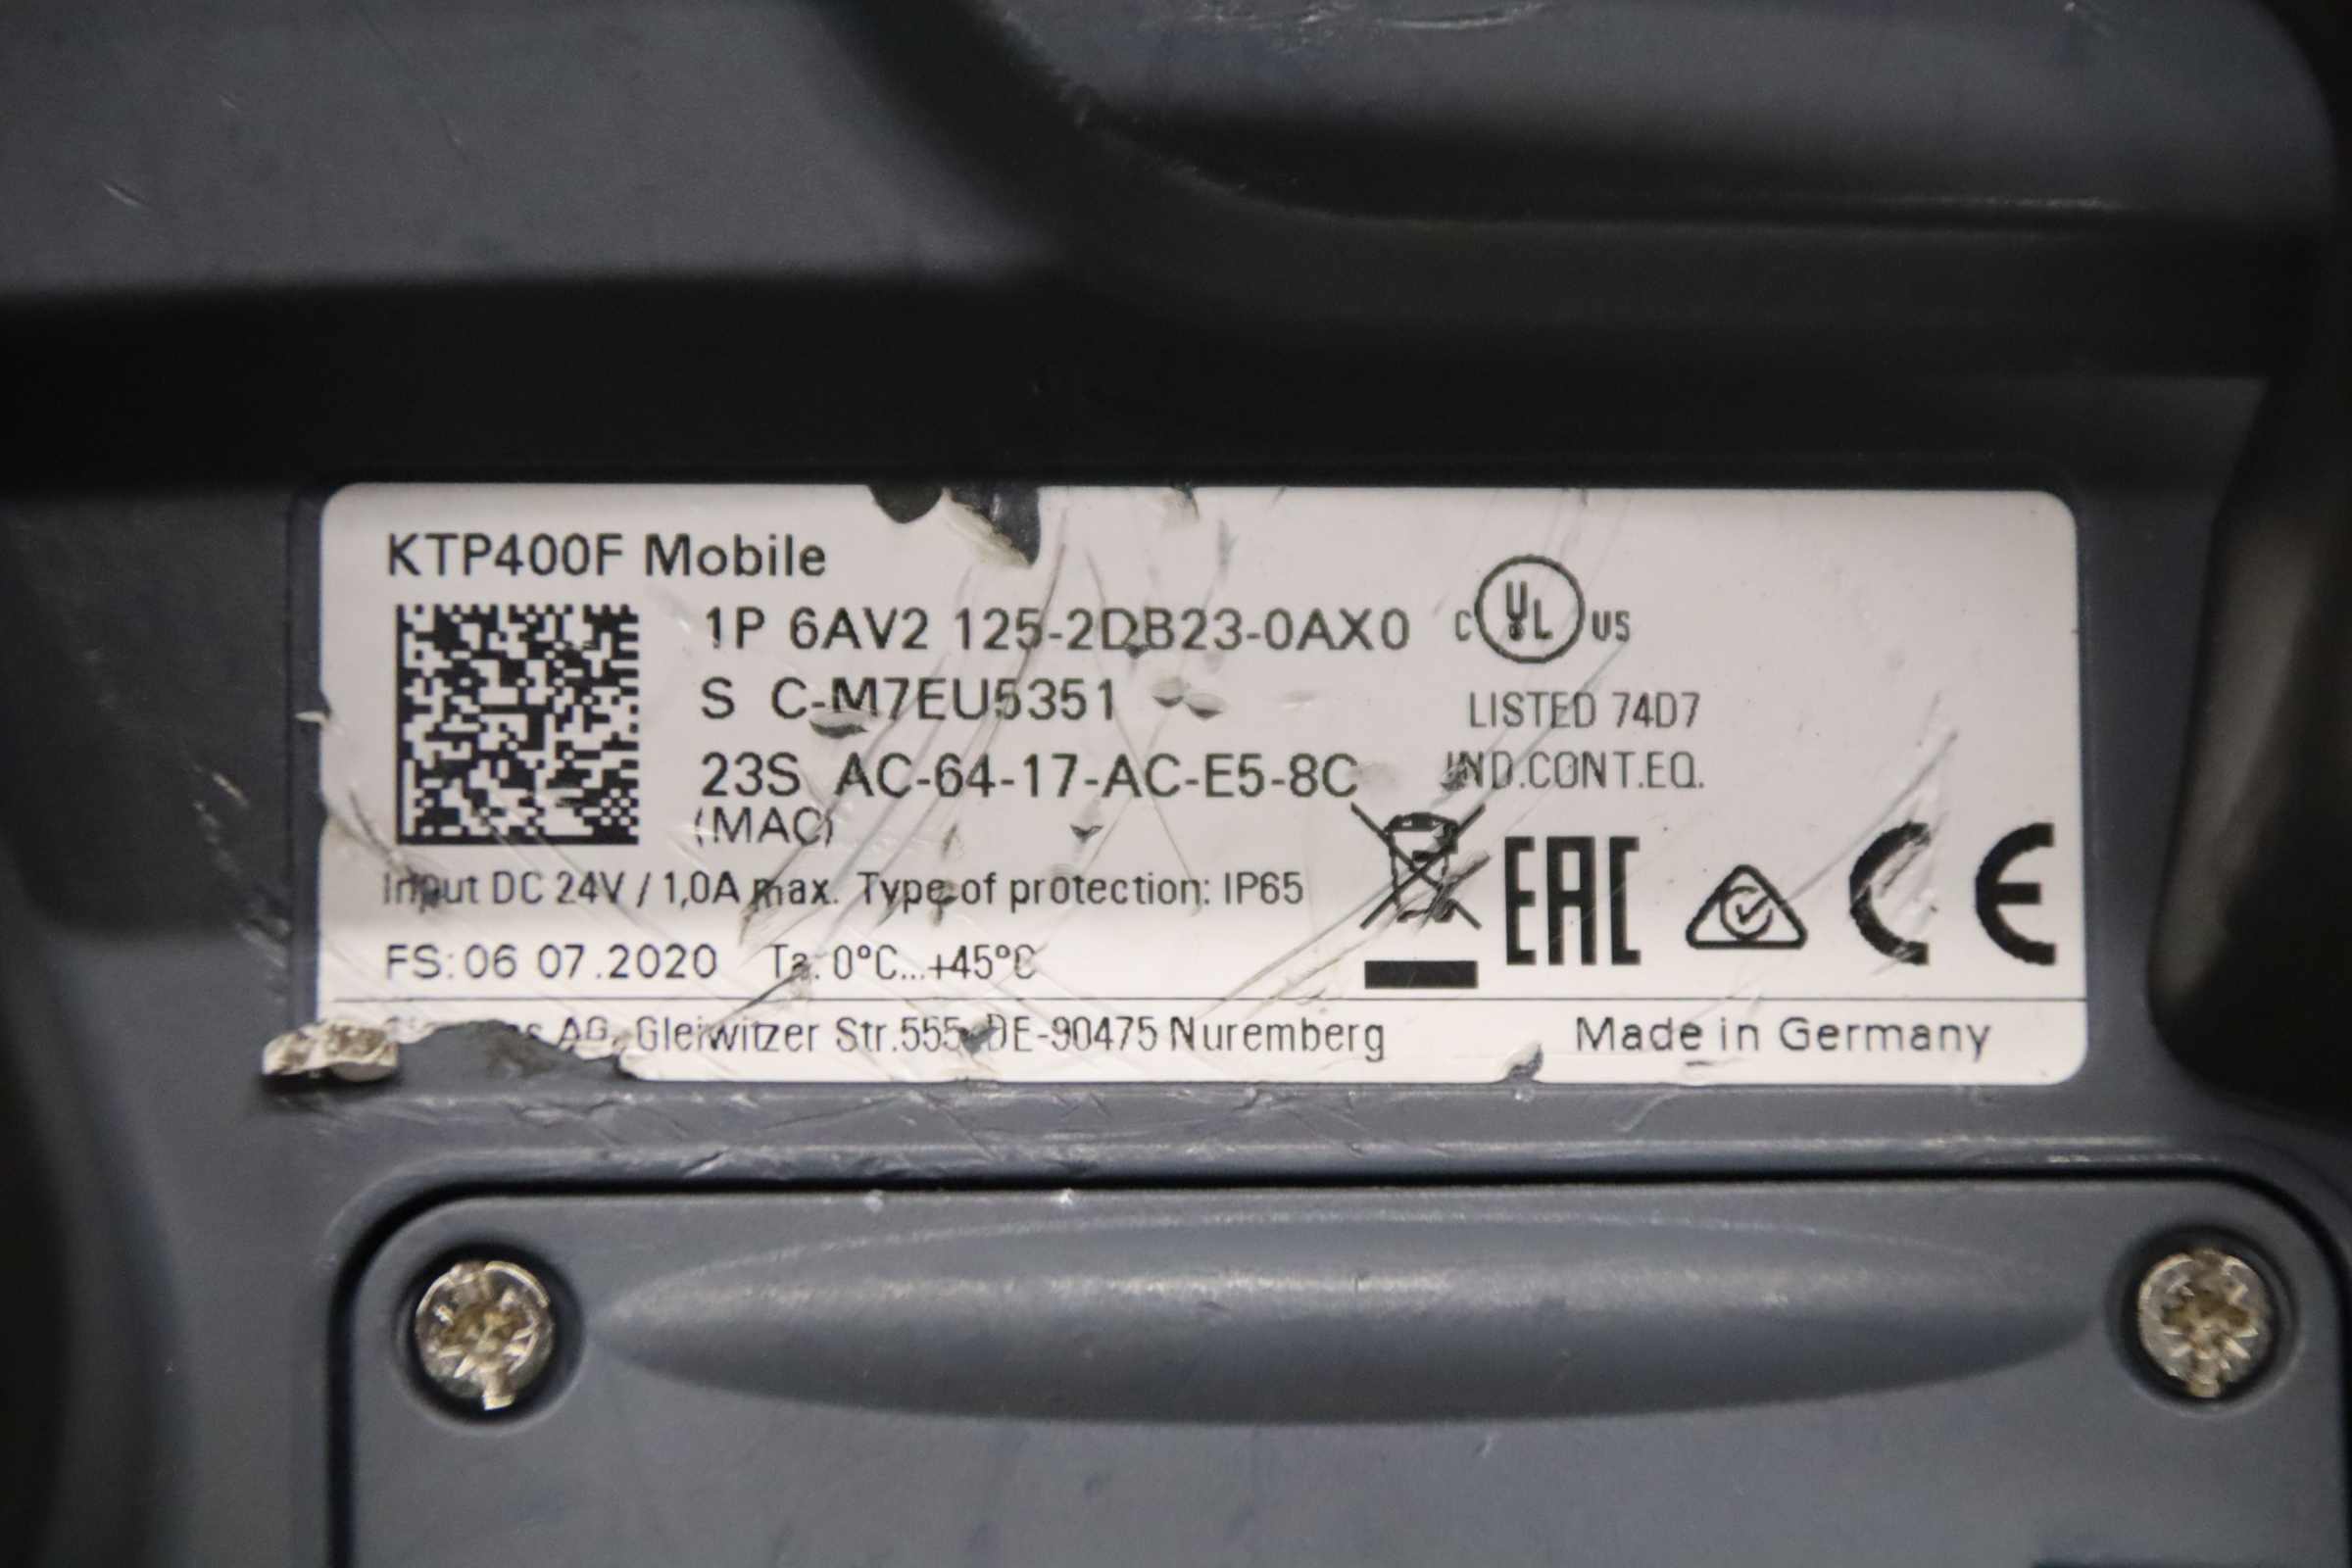 KTP400F Mobile
1P 6AV2 125-2DB23-0AX0
C UL US
S C-M7EU5351
LISTED 74D7
23S AC-64-17-AC-E5-8C
IND.CONT.EQ.
(MAC)
Input DC 24V / 1,0A max. Type of protection: IP65
EAC
CE
FS: 06 07.2020 Ta: 0°C...+45°C
AG, Gleiwitzer Str.555, DE-90475 Nuremberg
Made in Germany